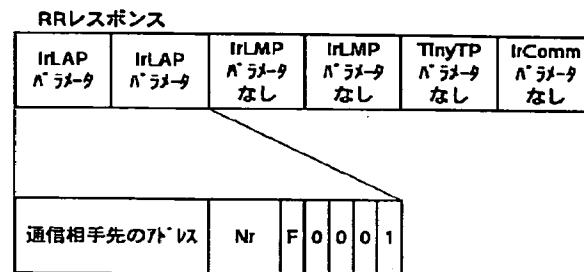 RRレスポンス
IrLAP パラメータ
IrLAP パラメータ
IrLMP パラメータ なし
IrLMP パラメータ なし
TInyTP パラメータ なし
IrComm パラメータ なし
通信相手先のアドレス Nr F 0 0 0 1